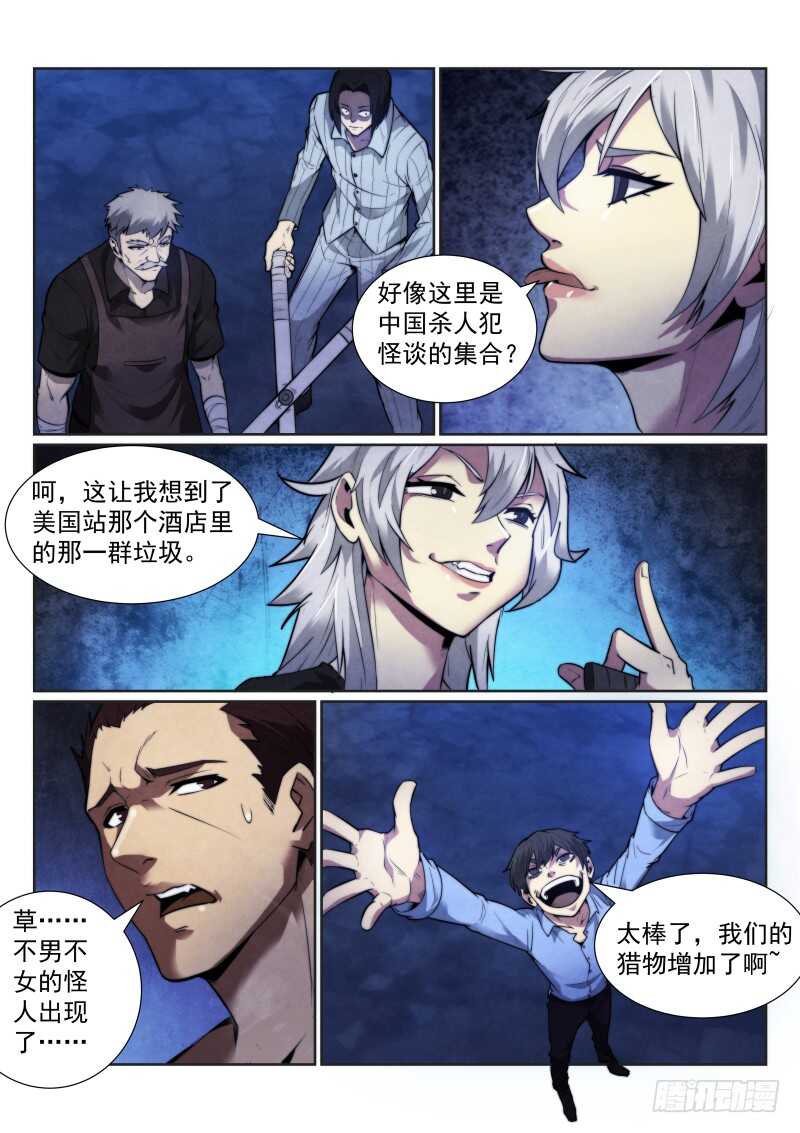 好像这里是
中国杀人犯
怪谈的集合？
呵，这让我想到了
美国站那个酒店里
的那一群垃圾。
草……
不男不
女的怪
人出现
了……
太棒了，我们的
猎物增加了啊~
腾讯动漫